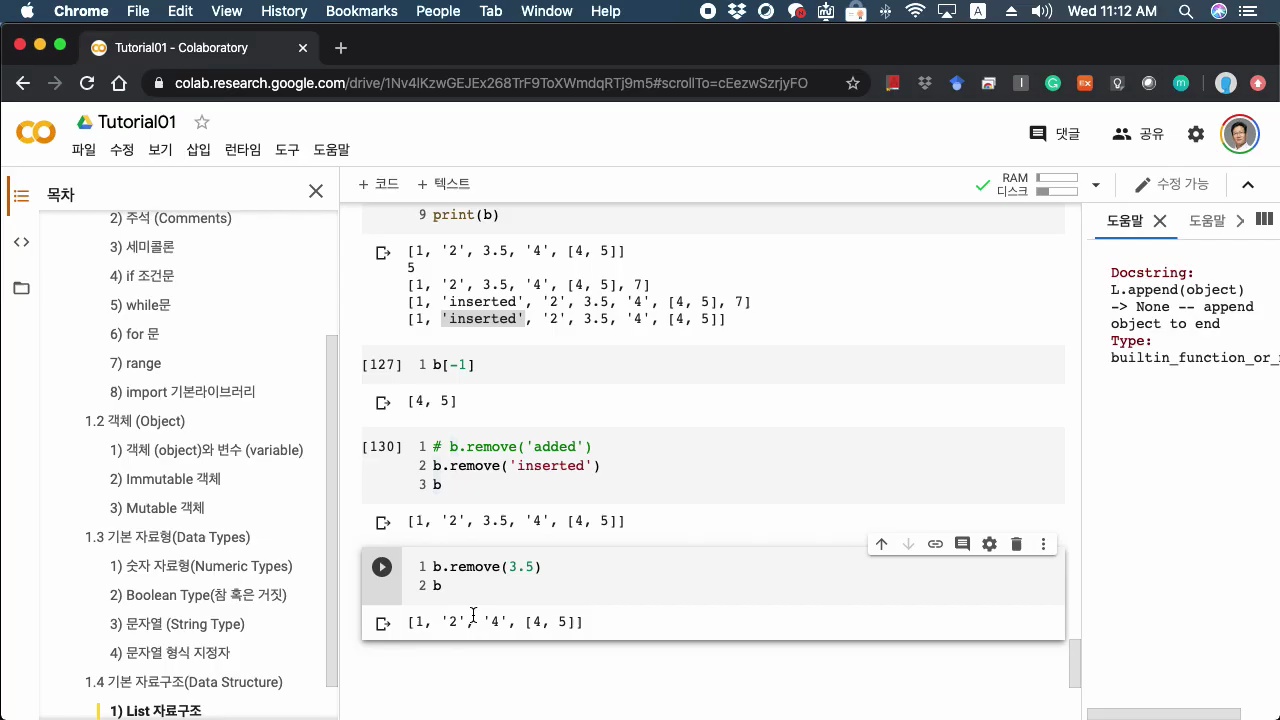 Chrome File Edit View History Bookmarks People Tab Window Help Wed 11:12 AM
Tutorial01 - Colaboratory
colab.research.google.com/drive/1Nv4lKzwGEJEx268TrF9ToXWmdqRTj9m5#scrollTo=cEezwSzrjyFO
Tutorial01
댓글 공유
파일 수정 보기 삽입 런타임 도구 도움말
목차
+ 코드 + 텍스트
RAM
디스크
수정 가능
2) 주석 (Comments)
3) 세미콜론
4) if 조건문
5) while문
6) for 문
7) range
8) import 기본라이브러리
1.2 객체 (Object)
1) 객체 (object)와 변수 (variable)
2) Immutable 객체
3) Mutable 객체
1.3 기본 자료형(Data Types)
1) 숫자 자료형(Numeric Types)
2) Boolean Type(참 혹은 거짓)
3) 문자열 (String Type)
4) 문자열 형식 지정자
1.4 기본 자료구조(Data Structure)
1) List 자료구조
9 print(b)
[1, '2', 3.5, '4', [4, 5]]
5
[1, '2', 3.5, '4', [4, 5], 7]
[1, 'inserted', '2', 3.5, '4', [4, 5], 7]
[1, 'inserted', '2', 3.5, '4', [4, 5]]
[127] 1 b[-1]
[4, 5]
[130] 1 # b.remove('added')
2 b.remove('inserted')
3 b
[1, '2', 3.5, '4', [4, 5]]
1 b.remove(3.5)
2 b
[1, '2', '4', [4, 5]]
도움말 도움말
Docstring:
L.append(object)
-> None -- append
object to end
Type:
builtin_function_or_